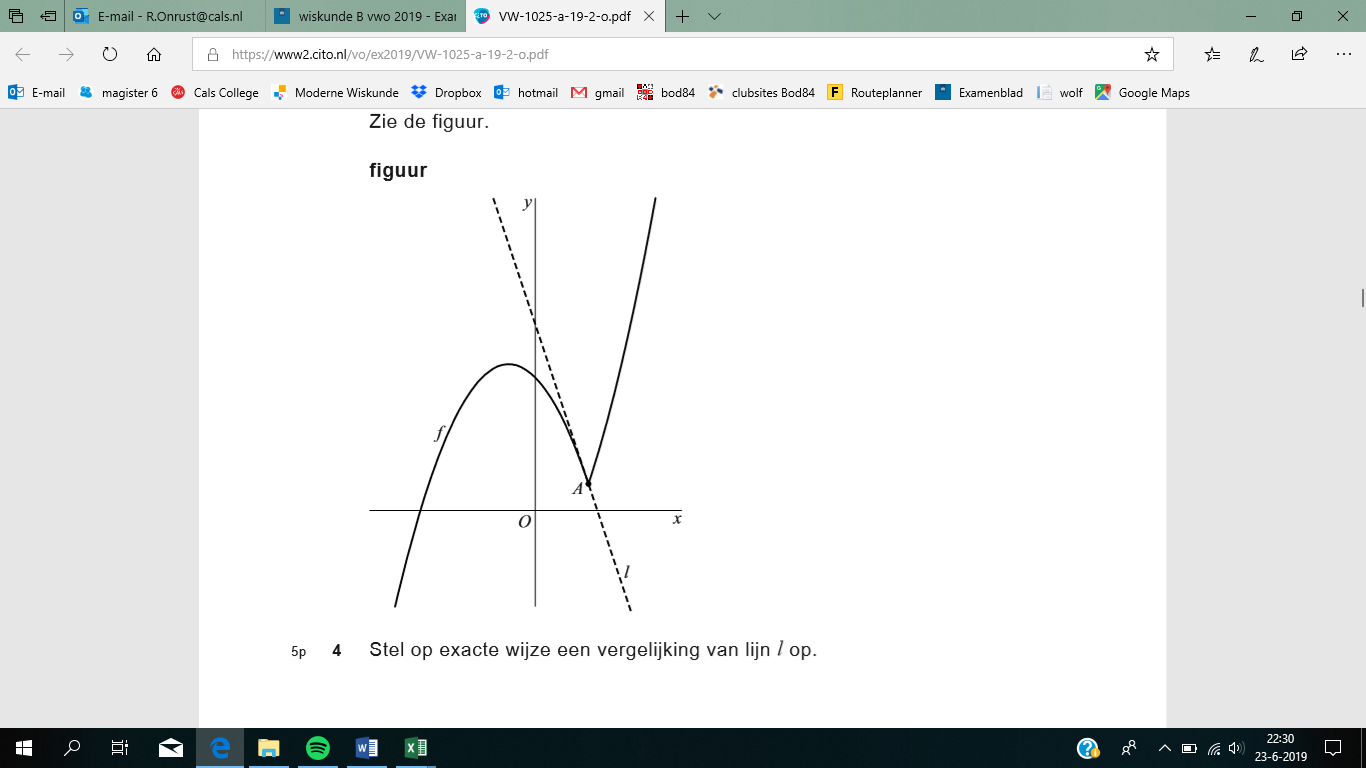 E-mail - R.Onrust@cals.nl
wiskunde B vwo 2019 - Exar
VW-1025-a-19-2-o.pdf
https://www2.cito.nl/vo/ex2019/VW-1025-a-19-2-o.pdf
E-mail
magister 6
Cals College
Moderne Wiskunde
Dropbox
hotmail
gmail
bod84
clubsites Bod84
Routeplanner
Examenblad
wolf
Google Maps
Zie de figuur.
figuur
y
f
A
O
x
l
5p 4 Stel op exacte wijze een vergelijking van lijn l op.
22:30
23-6-2019